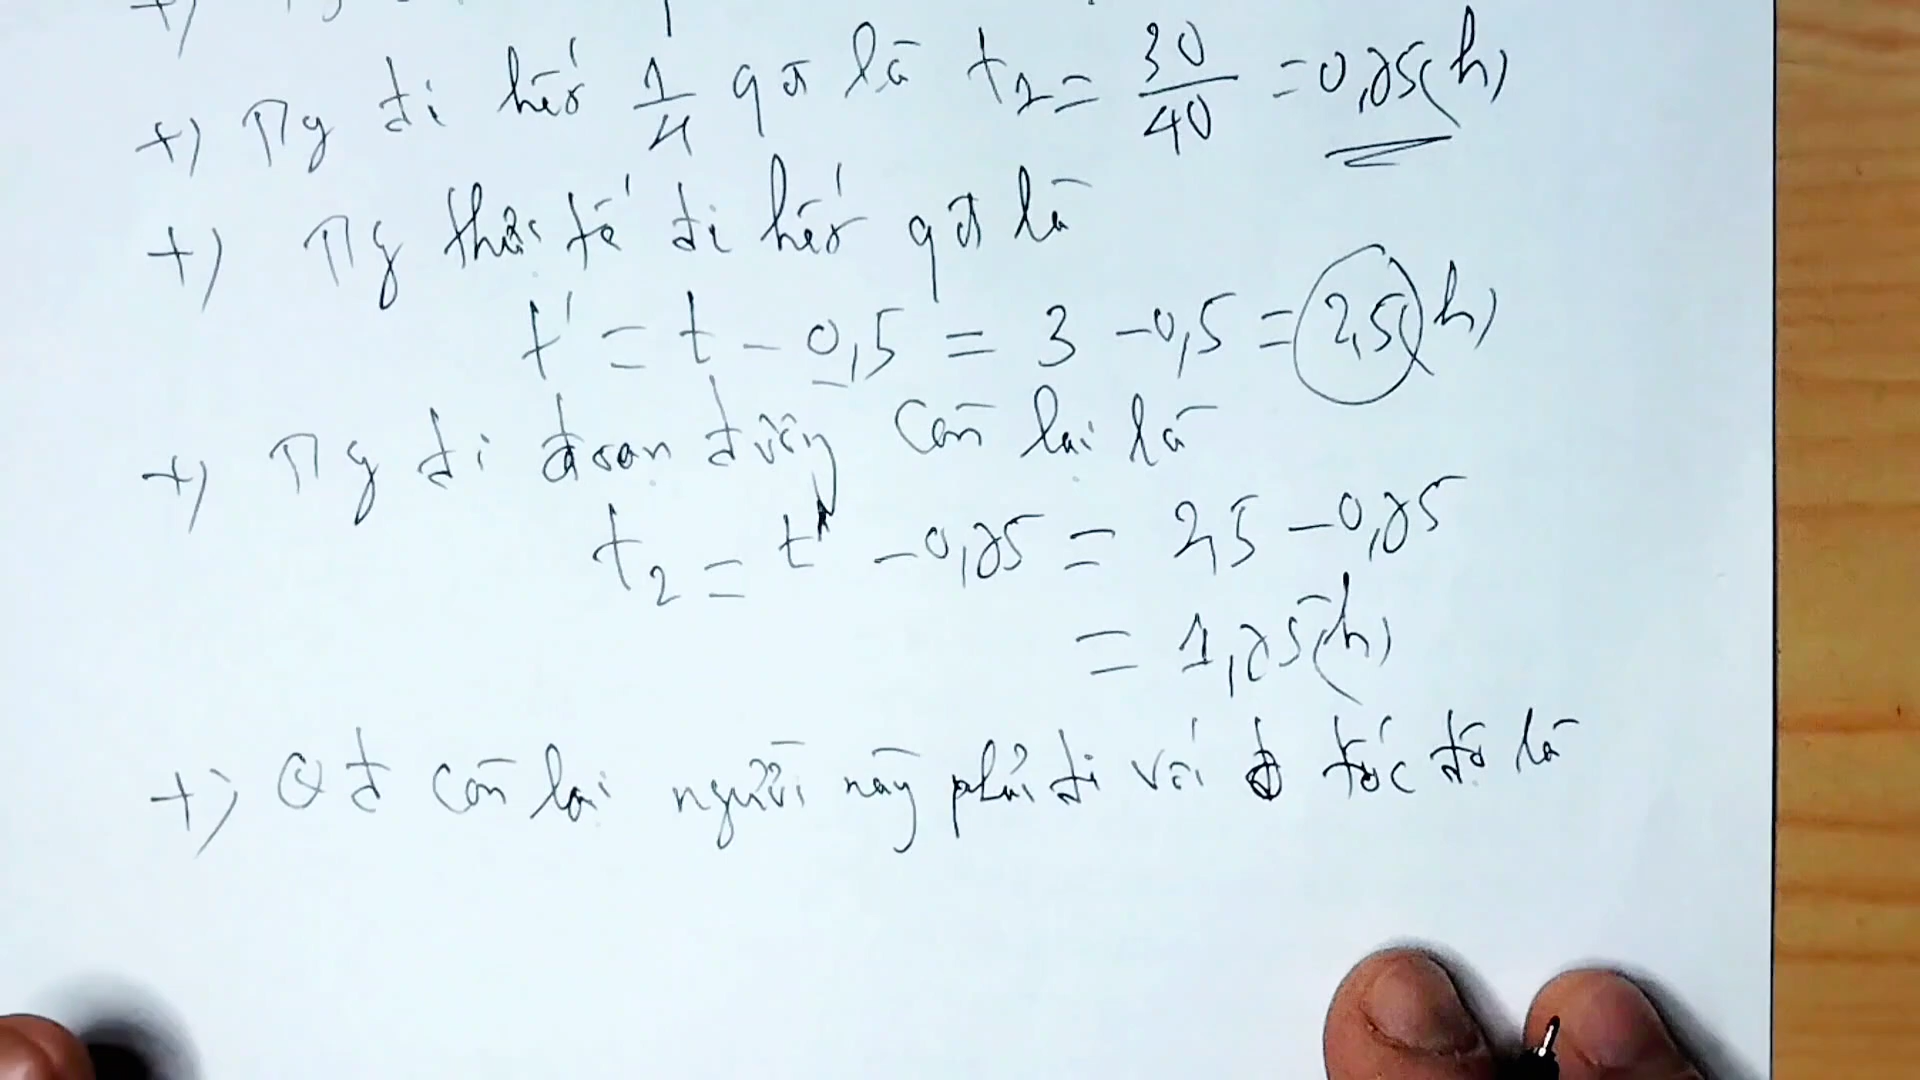 +) Tg đi hết 1/4 qđ là t1 = 30/40 = 0,75(h)
+) Tg thực tế đi hết qđ là
t' = t - 0,5 = 3 - 0,5 = 2,5(h)
+) Tg đi đoạn đường còn lại là
t2 = t' - 0,75 = 2,5 - 0,75
= 1,75(h)
+) Qđ còn lại người này phải đi với tốc độ là